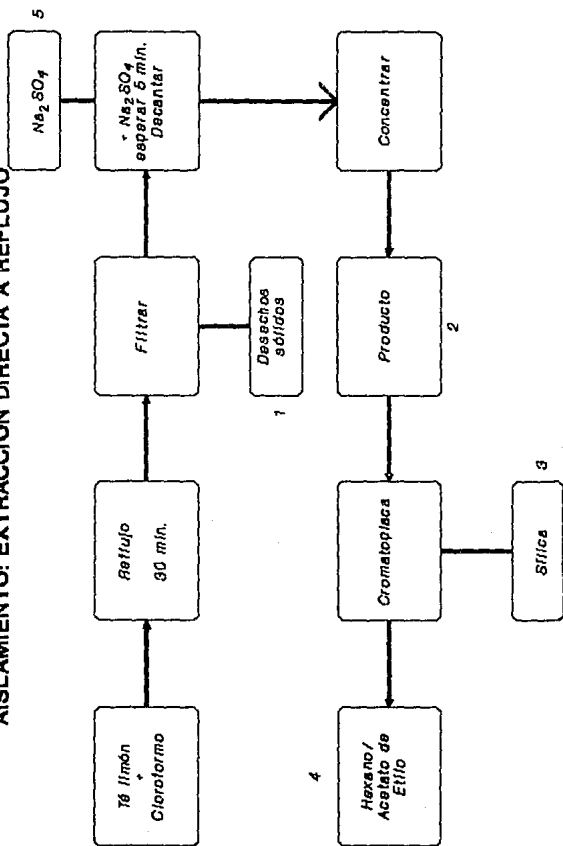 AISLAMIENTO: EXTRACCION DIRECTA A REFLUJO
Té limón
+
Cloroformo
Reflujo
30 min.
Filtrar
+ Na2SO4
esperar 5 min.
Decantar
Na2SO4
5
Desechos
sólidos
1
Concentrar
Producto
2
Cromatoplaca
Sílica
3
Hexano/
Acetato de
Etilo
4